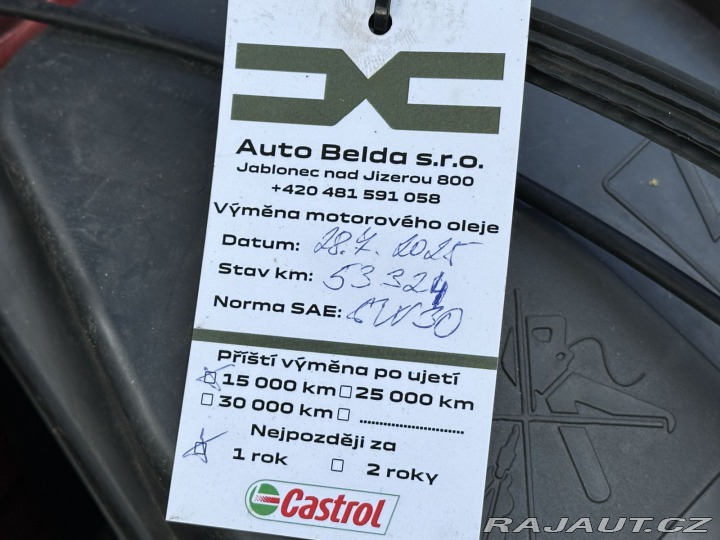 Auto Belda s.r.o.
Jablonec nad Jizerou 800
+420 481 591 058
Výměna motorového oleje
Datum: 28.7. 2025
Stav km: 53 324
Norma SAE: 5W30
Příští výměna po ujetí
15 000 km 25 000 km
30 000 km ..........................
Nejpozději za
1 rok 2 roky
Castrol
RAJAUT.CZ